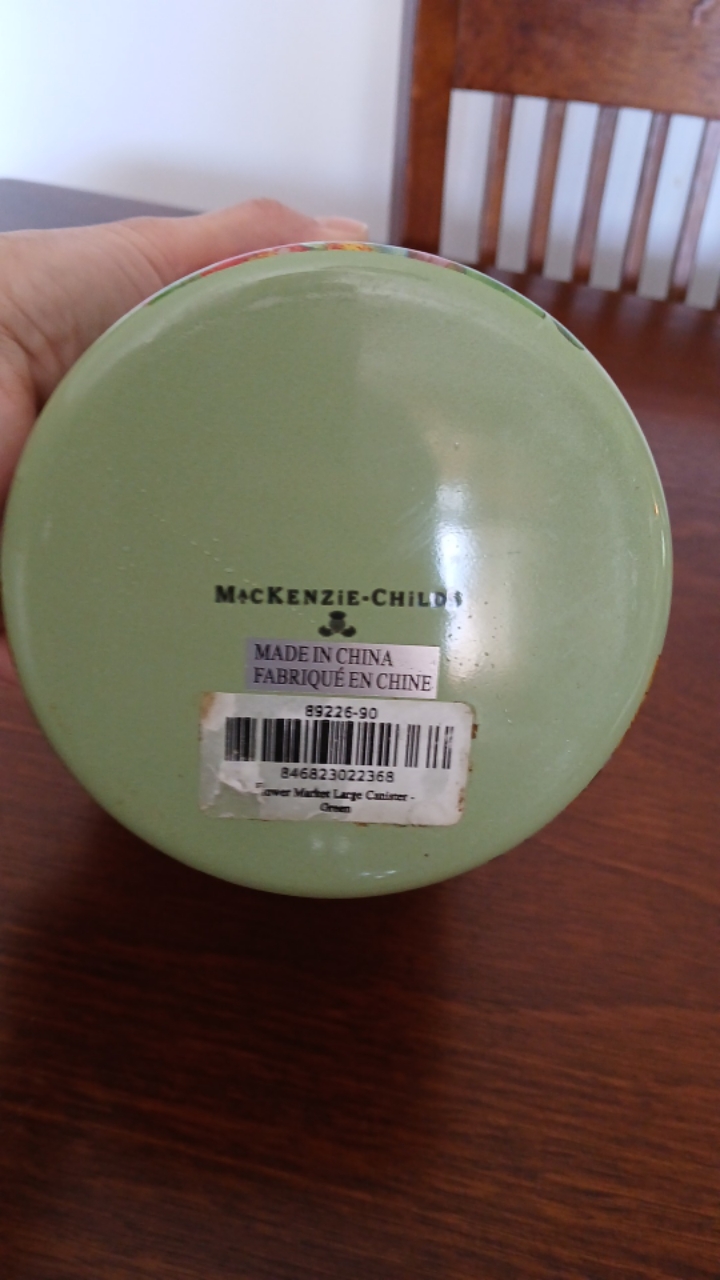 MACKENZIE-CHILDS
MADE IN CHINA
FABRIQUÉ EN CHINE
89226-90
846823022368
Market Large Canister -
Green